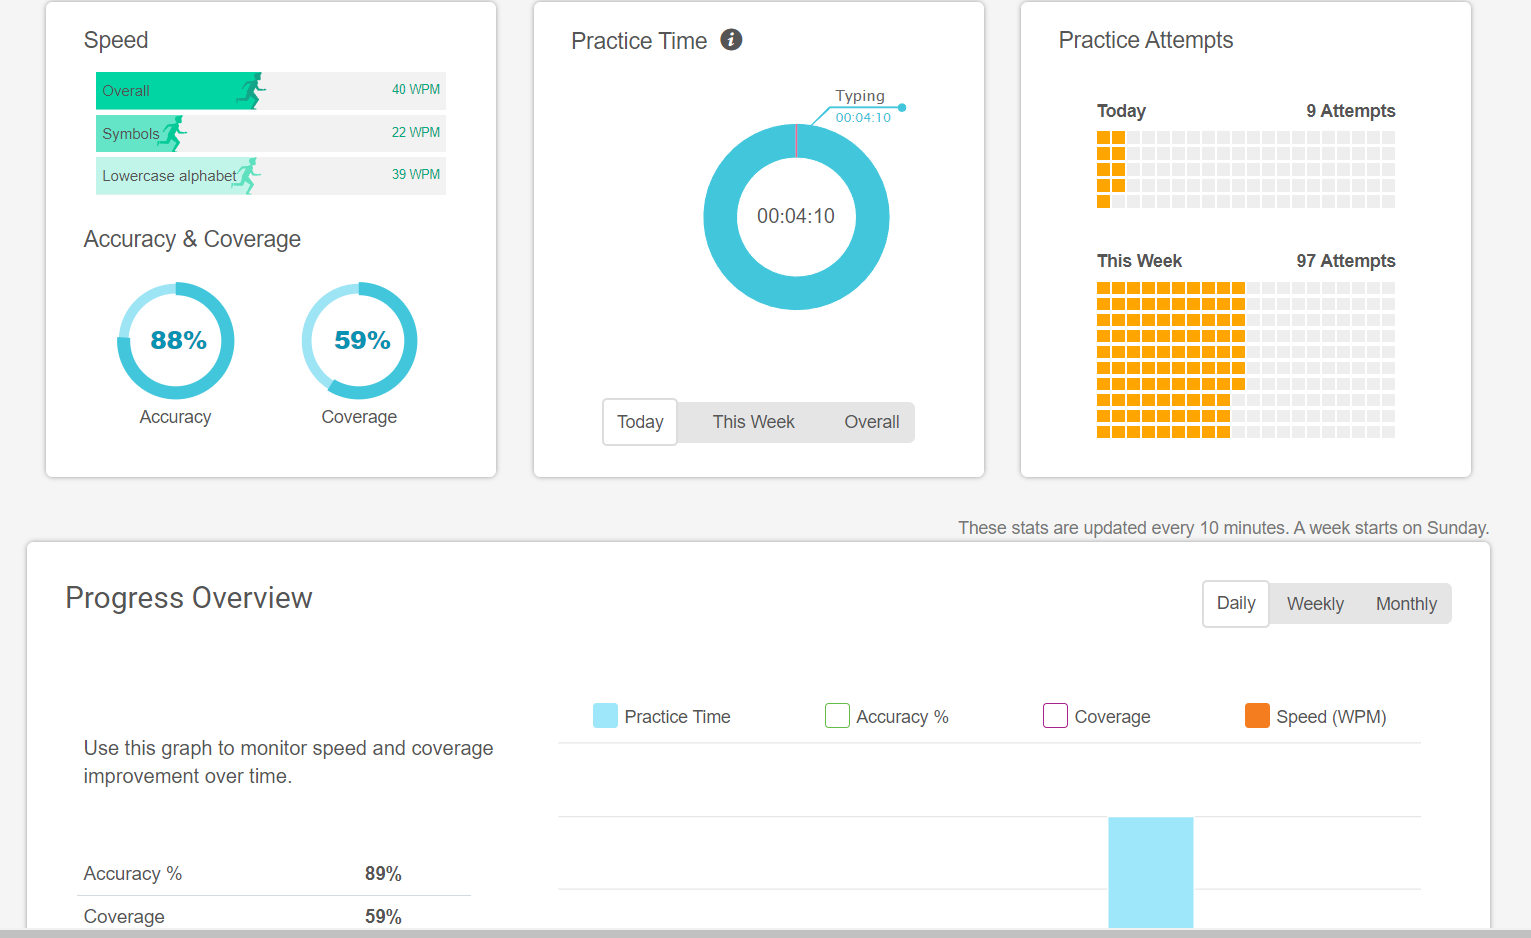 Speed
Overall 40 WPM
Symbols 22 WPM
Lowercase alphabet 39 WPM
Accuracy & Coverage
88% 59%
Accuracy Coverage
Practice Time i
Typing
00:04:10
00:04:10
Today This Week Overall
Practice Attempts
Today 9 Attempts
This Week 97 Attempts
These stats are updated every 10 minutes. A week starts on Sunday.
Progress Overview
Daily Weekly Monthly
Practice Time Accuracy % Coverage Speed (WPM)
Use this graph to monitor speed and coverage
improvement over time.
Accuracy % 89%
Coverage 59%